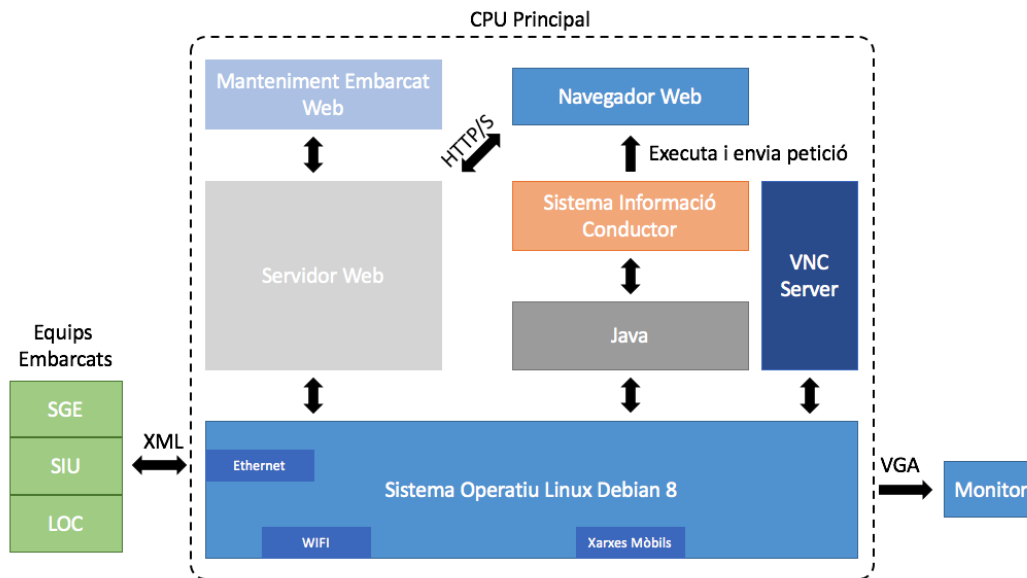 CPU Principal
Manteniment Embarcat
Web
Navegador Web
HTTP/S
Executa i envia petició
Servidor Web
Sistema Informació
Conductor
VNC
Server
Java
Equips
Embarcats
SGE
SIU
LOC
XML
Ethernet
Sistema Operatiu Linux Debian 8
WIFI
Xarxes Mòbils
VGA
Monitor